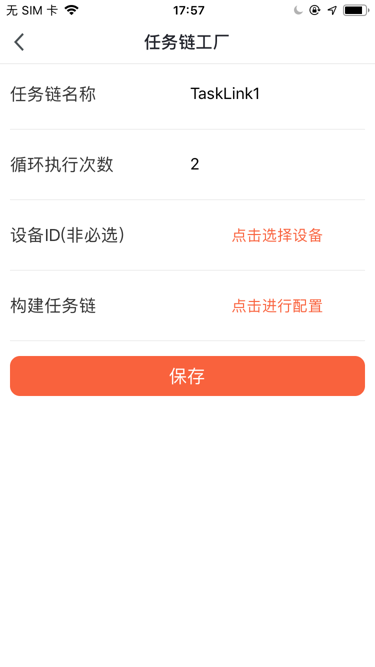 无 SIM 卡 17:57
任务链工厂
任务链名称 TaskLink1
循环执行次数 2
设备ID(非必选) 点击选择设备
构建任务链 点击进行配置
保存